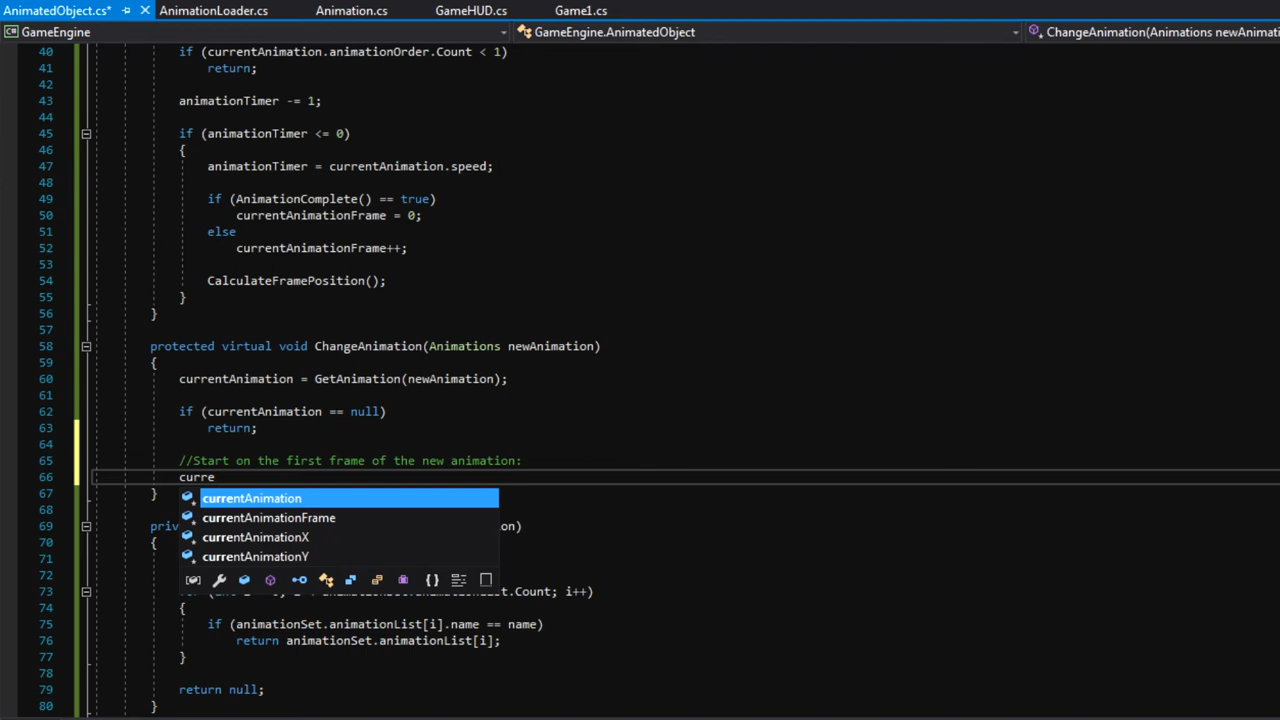 AnimatedObject.cs* AnimationLoader.cs Animation.cs GameHUD.cs Game1.cs
GameEngine GameEngine.AnimatedObject ChangeAnimation(Animations newAnimati
40 if (currentAnimation.animationOrder.Count < 1)
41 return;
42
43 animationTimer -= 1;
44
45 if (animationTimer <= 0)
46 {
47 animationTimer = currentAnimation.speed;
48
49 if (AnimationComplete() == true)
50 currentAnimationFrame = 0;
51 else
52 currentAnimationFrame++;
53
54 CalculateFramePosition();
55 }
56 }
57
58 protected virtual void ChangeAnimation(Animations newAnimation)
59 {
60 currentAnimation = GetAnimation(newAnimation);
61
62 if (currentAnimation == null)
63 return;
64
65 //Start on the first frame of the new animation:
66 curre
67 }
currentAnimation
68
currentAnimationFrame
69 priv on)
currentAnimationX
70 {
currentAnimationY
71
72
73 .Count; i++)
74 {
75 if (animationSet.animationList[i].name == name)
76 return animationSet.animationList[i];
77 }
78
79 return null;
80 }